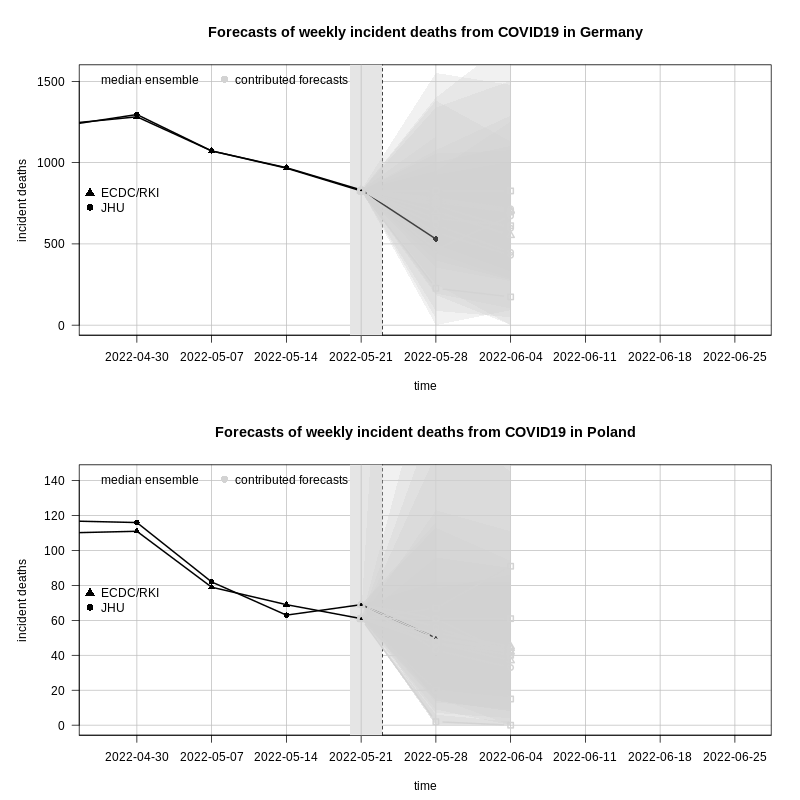 Forecasts of weekly incident deaths from COVID19 in Germany
median ensemble contributed forecasts
1500
1000
500
0
incident deaths
ECDC/RKI
JHU
2022-04-30 2022-05-07 2022-05-14 2022-05-21 2022-05-28 2022-06-04 2022-06-11 2022-06-18 2022-06-25
time
Forecasts of weekly incident deaths from COVID19 in Poland
median ensemble contributed forecasts
140
120
100
80
60
40
20
0
incident deaths
ECDC/RKI
JHU
2022-04-30 2022-05-07 2022-05-14 2022-05-21 2022-05-28 2022-06-04 2022-06-11 2022-06-18 2022-06-25
time